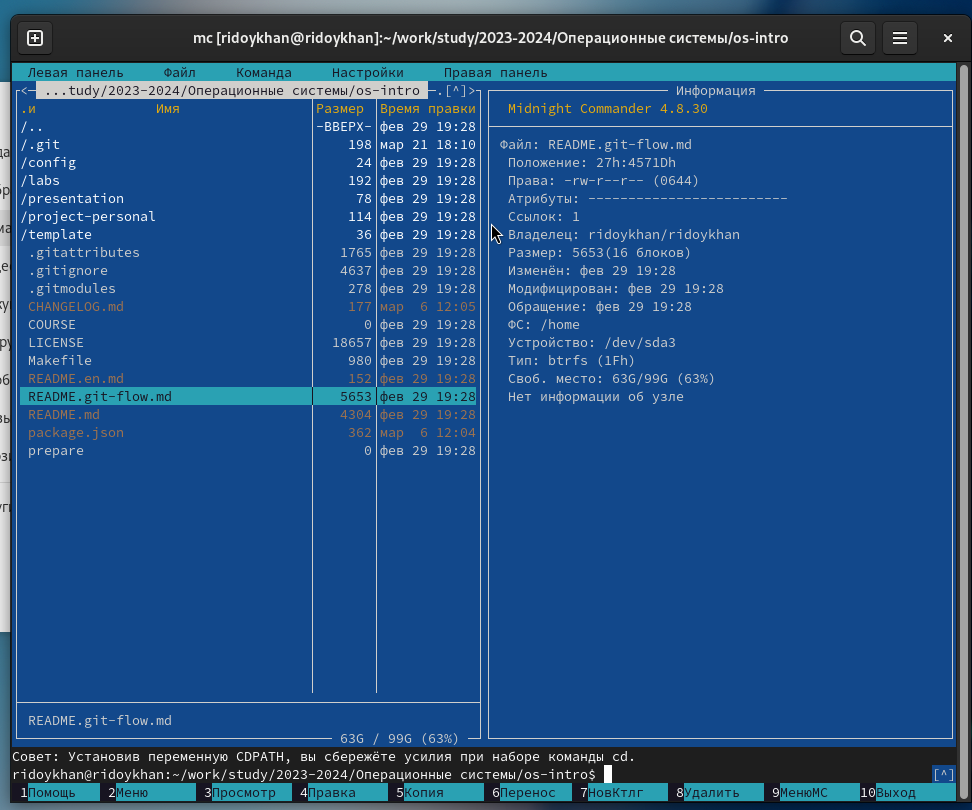 mc [ridoykhan@ridoykhan]:~/work/study/2023-2024/Операционные системы/os-intro
Левая панель Файл Команда Настройки Правая панель
<— ...tudy/2023-2024/Операционные системы/os-intro —.[^]>
.и Имя Размер Время правки
/.. -ВВЕРХ- фев 29 19:28
/.git 198 мар 21 18:10
/config 24 фев 29 19:28
/labs 192 фев 29 19:28
/presentation 78 фев 29 19:28
/project-personal 114 фев 29 19:28
/template 36 фев 29 19:28
.gitattributes 1765 фев 29 19:28
.gitignore 4637 фев 29 19:28
.gitmodules 278 фев 29 19:28
CHANGELOG.md 177 мар 6 12:05
COURSE 0 фев 29 19:28
LICENSE 18657 фев 29 19:28
Makefile 980 фев 29 19:28
README.en.md 152 фев 29 19:28
README.git-flow.md 5653 фев 29 19:28
README.md 4304 фев 29 19:28
package.json 362 мар 6 12:04
prepare 0 фев 29 19:28
README.git-flow.md
63G / 99G (63%)
Информация
Midnight Commander 4.8.30
Файл: README.git-flow.md
Положение: 27h:4571Dh
Права: -rw-r--r-- (0644)
Атрибуты: -------------------------
Ссылок: 1
Владелец: ridoykhan/ridoykhan
Размер: 5653(16 блоков)
Изменён: фев 29 19:28
Модифицирован: фев 29 19:28
Обращение: фев 29 19:28
ФС: /home
Устройство: /dev/sda3
Тип: btrfs (1Fh)
Своб. место: 63G/99G (63%)
Нет информации об узле
Совет: Установив переменную CDPATH, вы сбережёте усилия при наборе команды cd.
ridoykhan@ridoykhan:~/work/study/2023-2024/Операционные системы/os-intro$ [^]
1Помощь 2Меню 3Просмотр 4Правка 5Копия 6Перенос 7НовКтлг 8Удалить 9МенюМС 10Выход